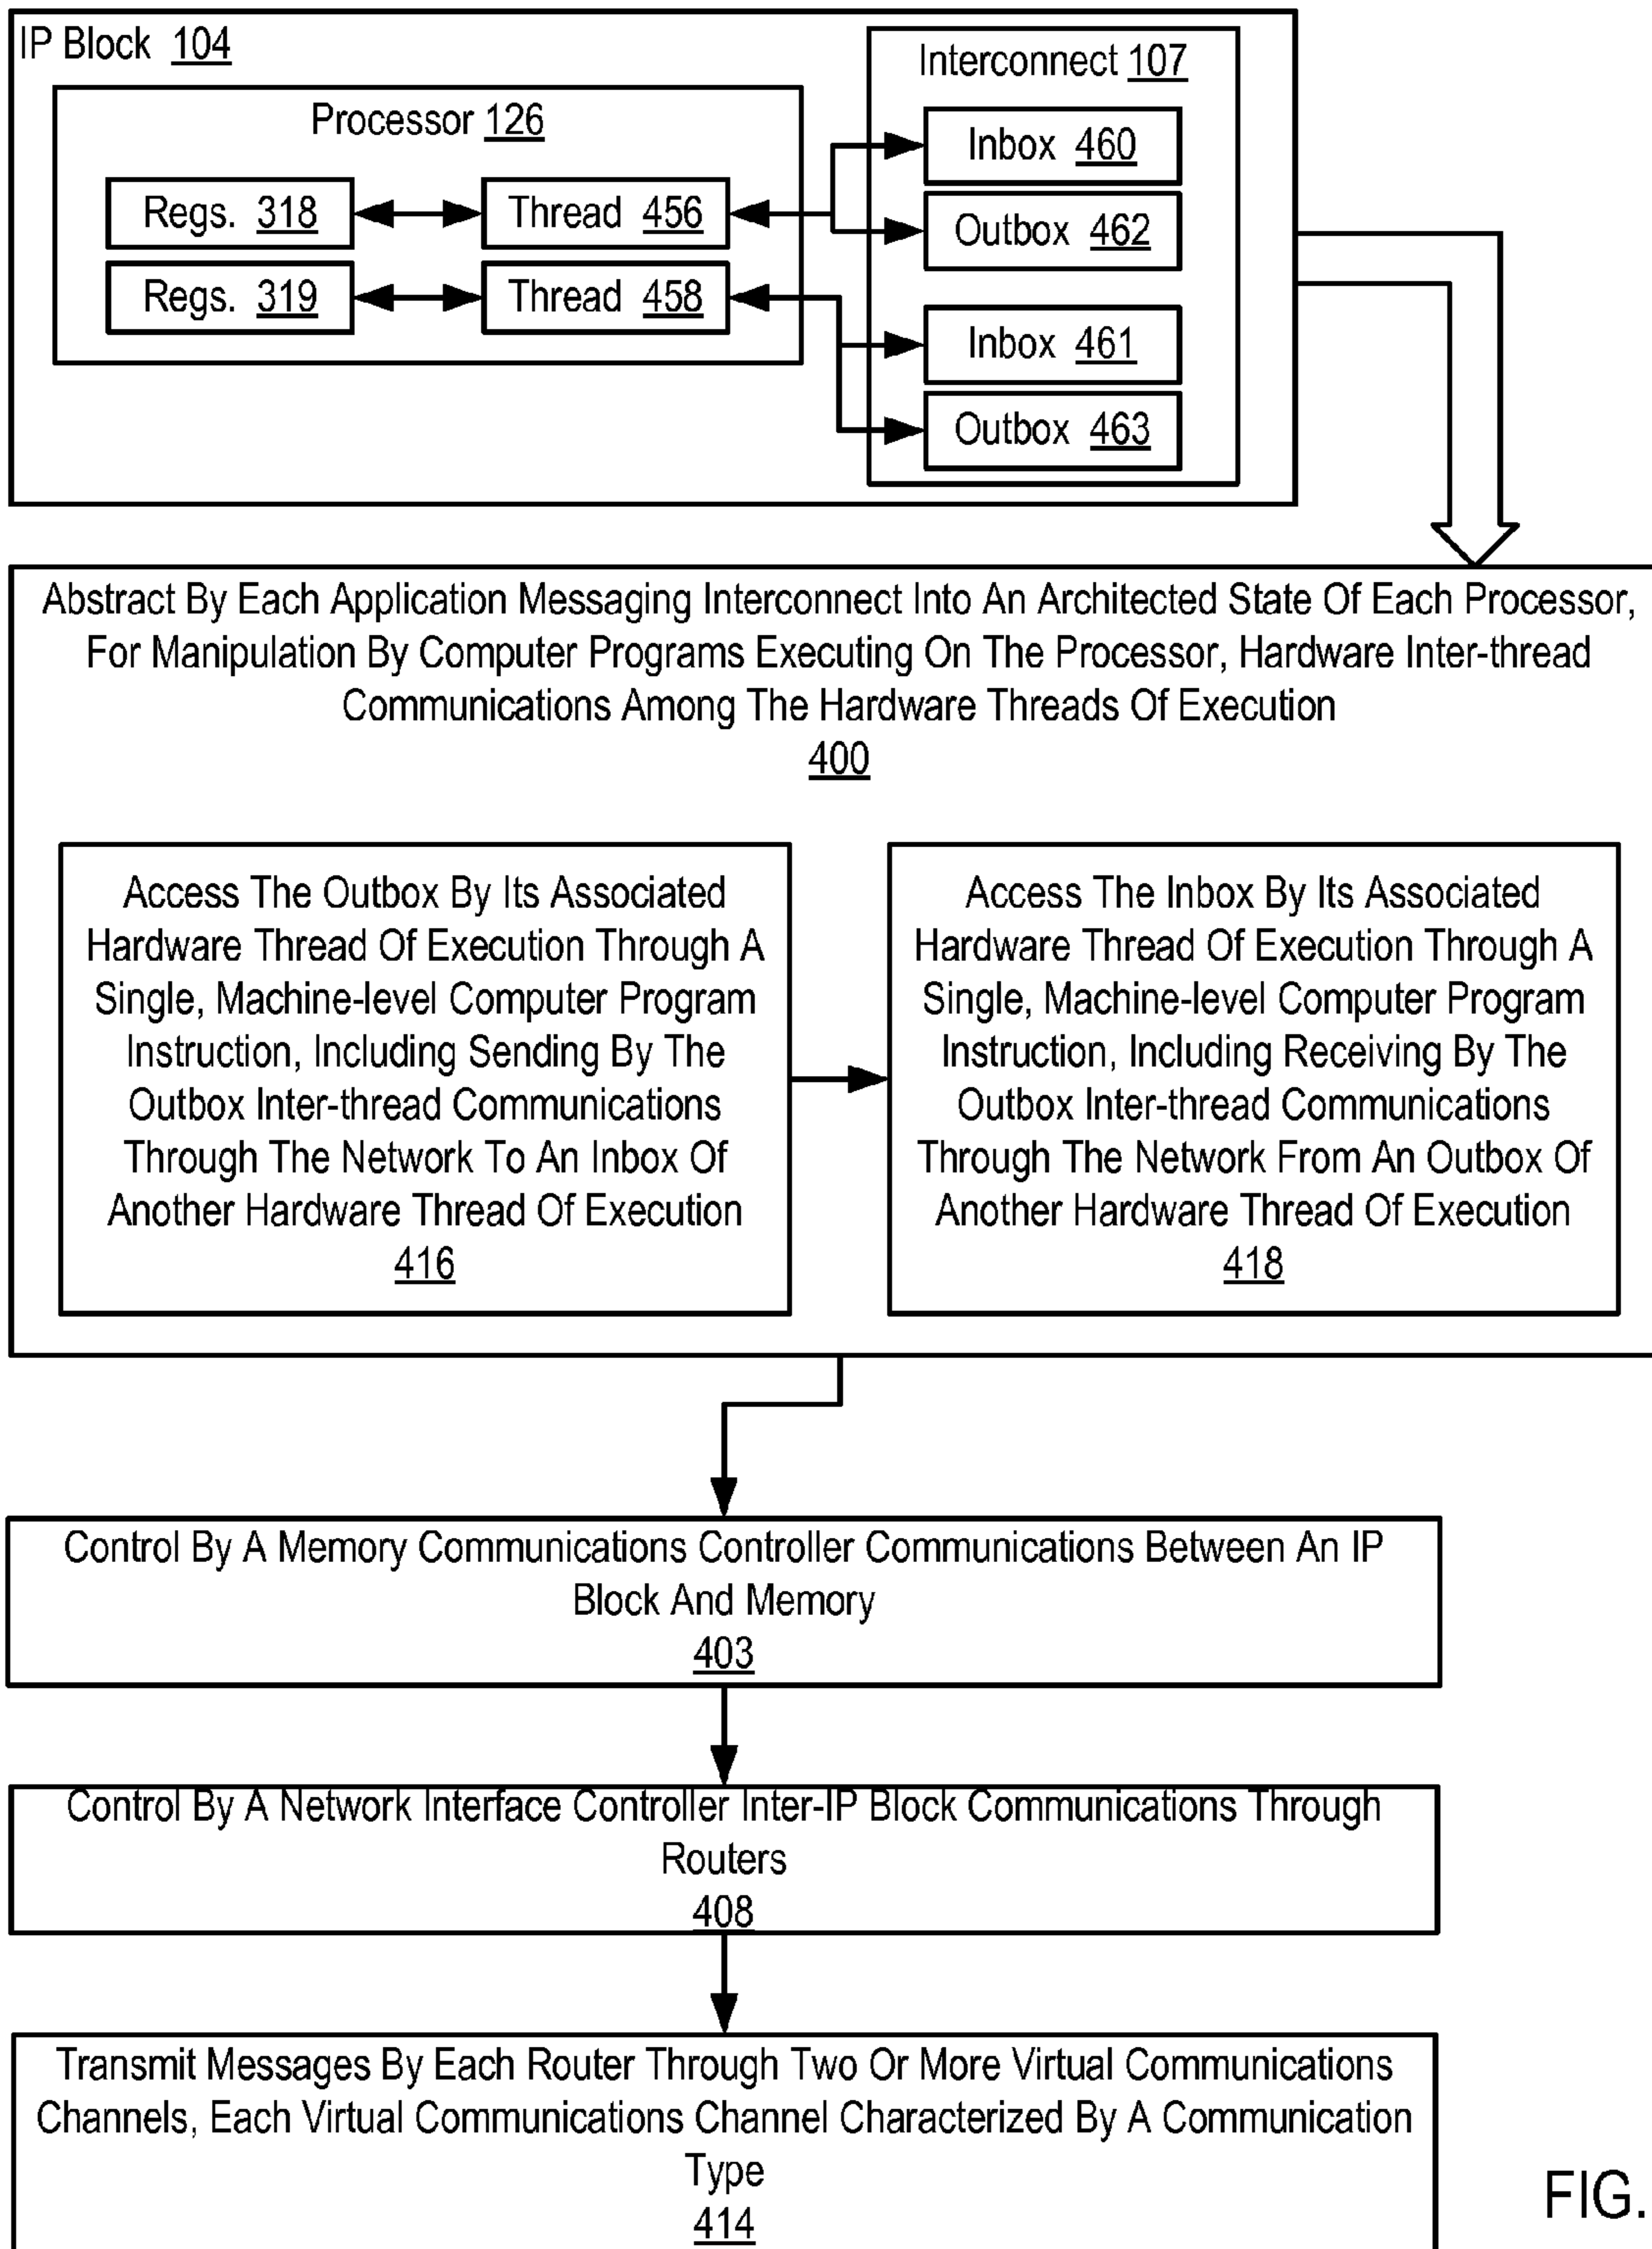 IP Block 104
Interconnect 107
Processor 126
Inbox 460
Regs. 318
Thread 456
Outbox 462
Regs. 319
Thread 458
Inbox 461
Outbox 463
Abstract By Each Application Messaging Interconnect Into An Architected State Of Each Processor,
For Manipulation By Computer Programs Executing On The Processor, Hardware Inter-thread
Communications Among The Hardware Threads Of Execution
400
Access The Outbox By Its Associated
Hardware Thread Of Execution Through A
Single, Machine-level Computer Program
Instruction, Including Sending By The
Outbox Inter-thread Communications
Through The Network To An Inbox Of
Another Hardware Thread Of Execution
416
Access The Inbox By Its Associated
Hardware Thread Of Execution Through A
Single, Machine-level Computer Program
Instruction, Including Receiving By The
Outbox Inter-thread Communications
Through The Network From An Outbox Of
Another Hardware Thread Of Execution
418
Control By A Memory Communications Controller Communications Between An IP
Block And Memory
403
Control By A Network Interface Controller Inter-IP Block Communications Through
Routers
408
Transmit Messages By Each Router Through Two Or More Virtual Communications
Channels, Each Virtual Communications Channel Characterized By A Communication
Type
414
FIG.